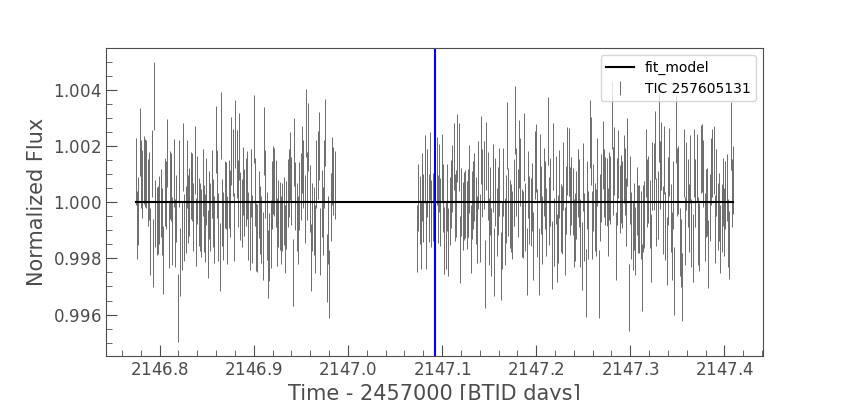 fit_model
TIC 257605131
1.004
1.002
1.000
0.998
0.996
Normalized Flux
2146.8 2146.9 2147.0 2147.1 2147.2 2147.3 2147.4
Time - 2457000 [BTJD days]